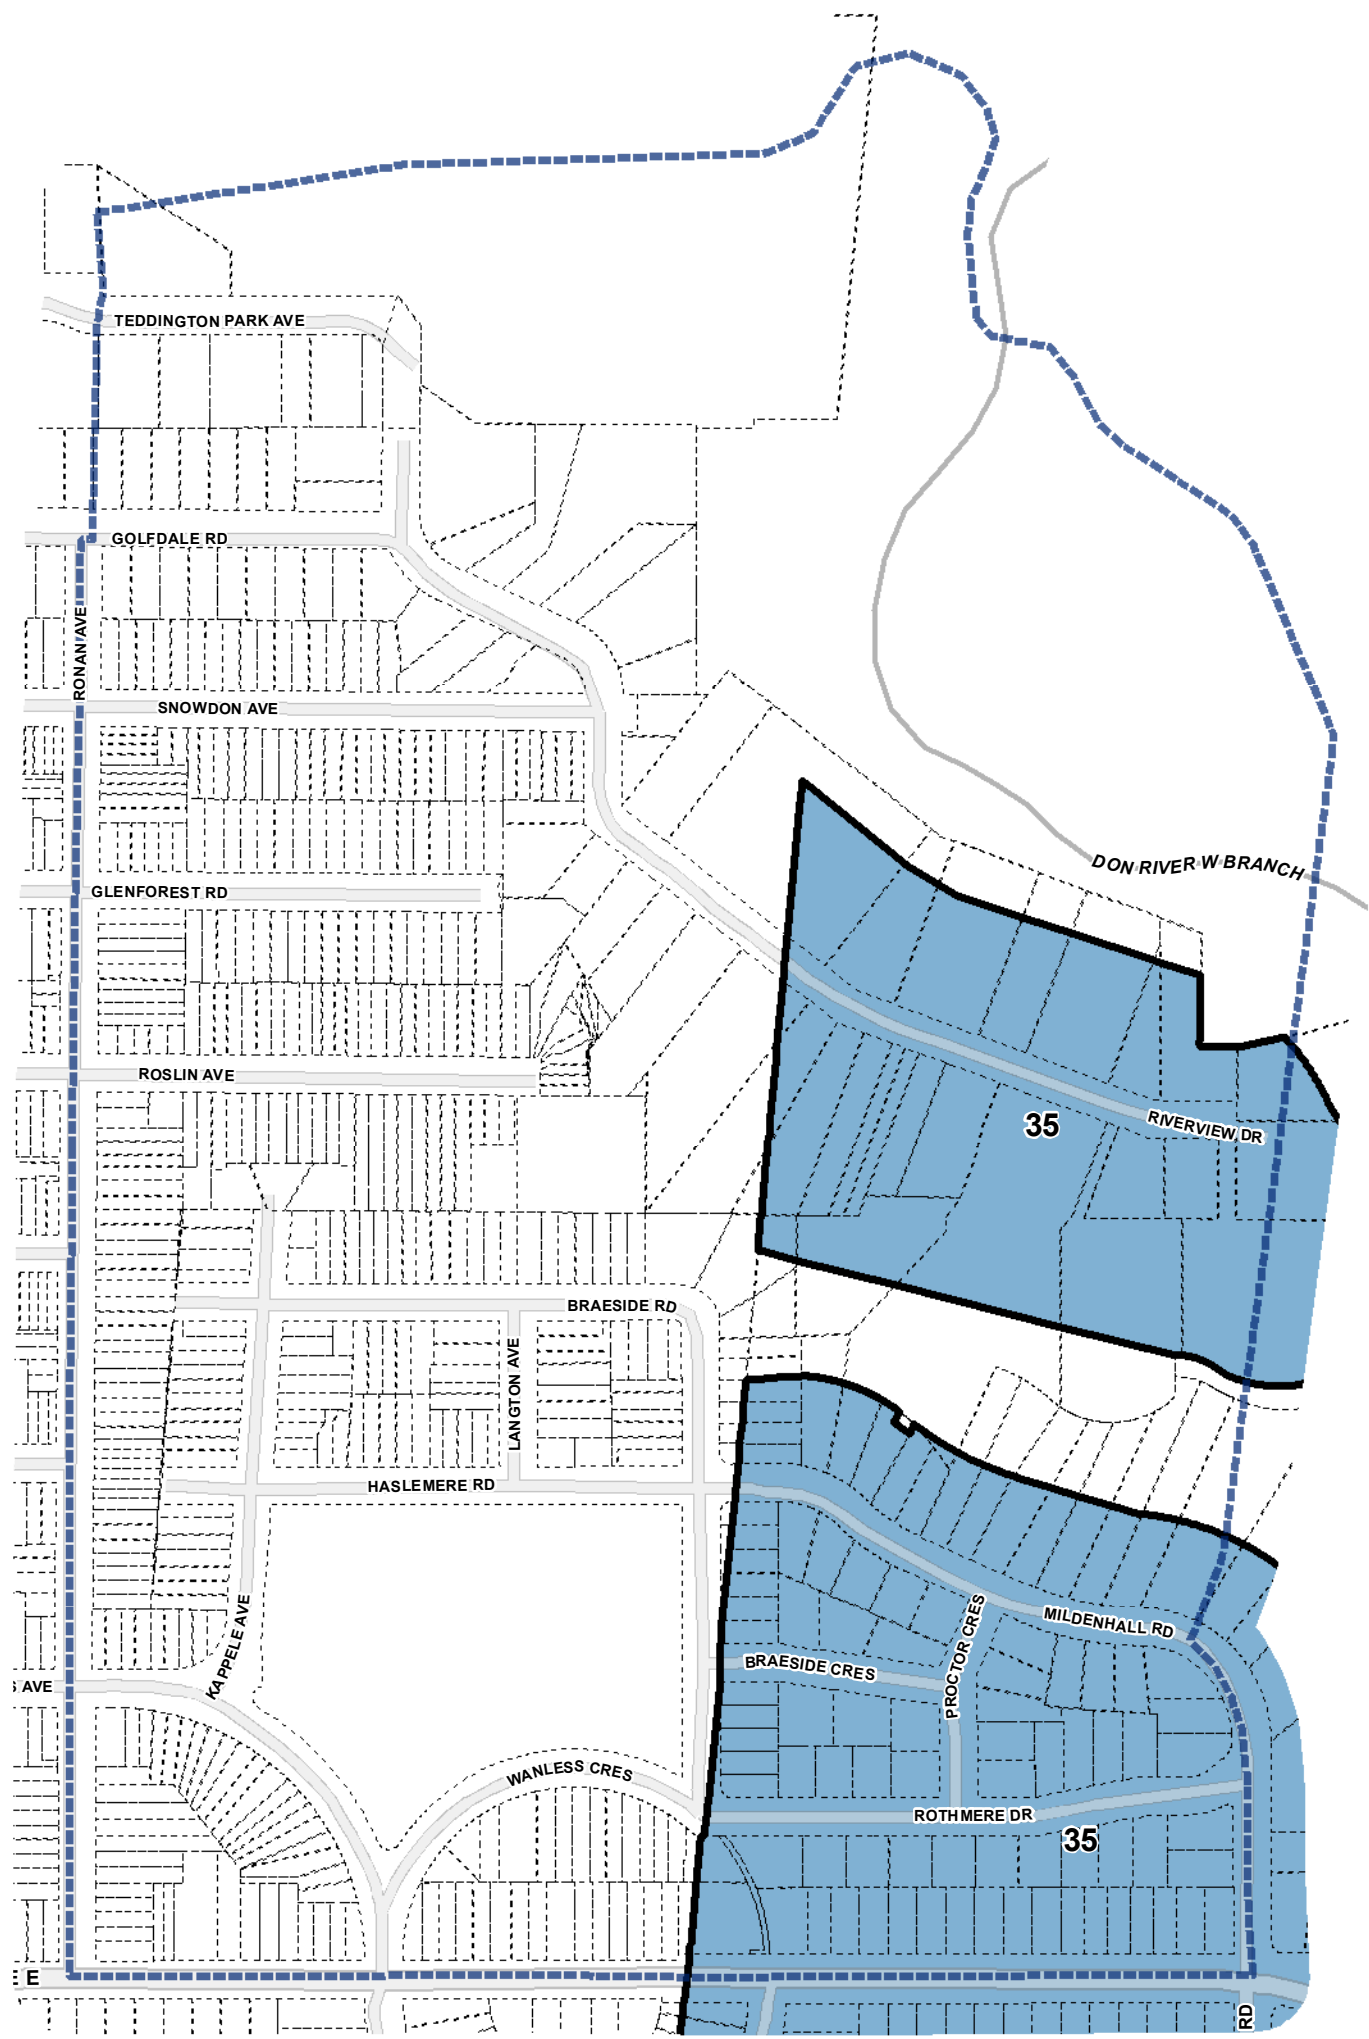 TEDDINGTON PARK AVE
GOLFDALE RD
RONAN AVE
SNOWDON AVE
DON RIVER W BRANCH
GLENFOREST RD
ROSLIN AVE
35
RIVERVIEW DR
BRAESIDE RD
LANGTON AVE
HASLEMERE RD
KAPPELE AVE
PROCTOR CRES
MILDENHALL RD
BRAESIDE CRES
S AVE
WANLESS CRES
ROTHMERE DR
35
E E
RD